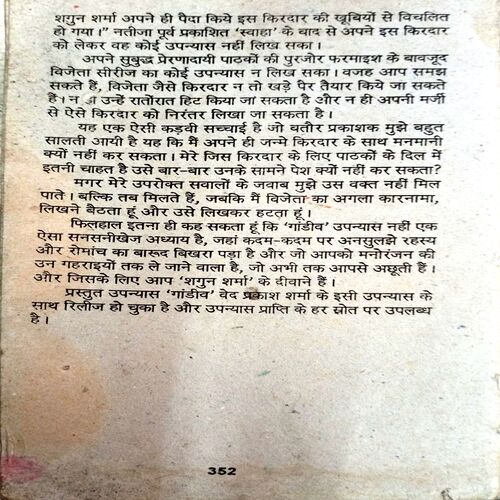 शगुन शर्मा अपने ही पैदा किये इस किरदार की खूबियों से विचलित
हो गया।” नतीजा पूर्व प्रकाशित ‘स्वाहा’ के बाद से अपने इस किरदार
को लेकर वह कोई उपन्यास नहीं लिख सका।
अपने सुबुद्ध प्रेरणादायी पाठकों की पुरजोर फरमाइश के बावजूद
विजेता सीरीज का कोई उपन्यास न लिख सका। वजह आप समझ
सकते हैं, विजेता जैसे किरदार न तो खड़े पैर तैयार किये जा सकते
हैं। न उन्हें रातोंरात हिट किया जा सकता है और न ही अपनी मर्जी
से ऐसे किरदार को निरंतर लिखा जा सकता है।
यह एक ऐसी कड़वी सच्चाई है जो बतौर प्रकाशक मुझे बहुत
सालती आयी है यह कि मैं अपने ही जन्मे किरदार के साथ मनमानी
क्यों नहीं कर सकता। मेरे जिस किरदार के लिए पाठकों के दिल में
इतनी चाहत है उसे बार-बार उनके सामने पेश क्यों नहीं कर सकता?
मगर मेरे उपरोक्त सवालों के जवाब मुझे उस वक्त नहीं मिल
पाते। बल्कि तब मिलते हैं, जबकि मैं विजेता का अगला कारनामा,
लिखने बैठता हूं और उसे लिखकर हटता हूं।
फिलहाल इतना ही कह सकता हूं कि ‘गांडीव’ उपन्यास नहीं एक
ऐसा सनसनीखेज अध्याय है, जहां कदम-कदम पर अनसुलझे रहस्य
और रोमांच का बारूद बिखरा पड़ा है और जो आपको मनोरंजन की
उन गहराइयों तक ले जाने वाला है, जो अभी तक आपसे अछूती हैं।
और जिसके लिए आप ‘शगुन शर्मा’ के दीवाने हैं।
प्रस्तुत उपन्यास ‘गांडीव’ वेद प्रकाश शर्मा के इसी उपन्यास के
साथ रिलीज हो चुका है और उपन्यास प्राप्ति के हर स्रोत पर उपलब्ध
है।
352